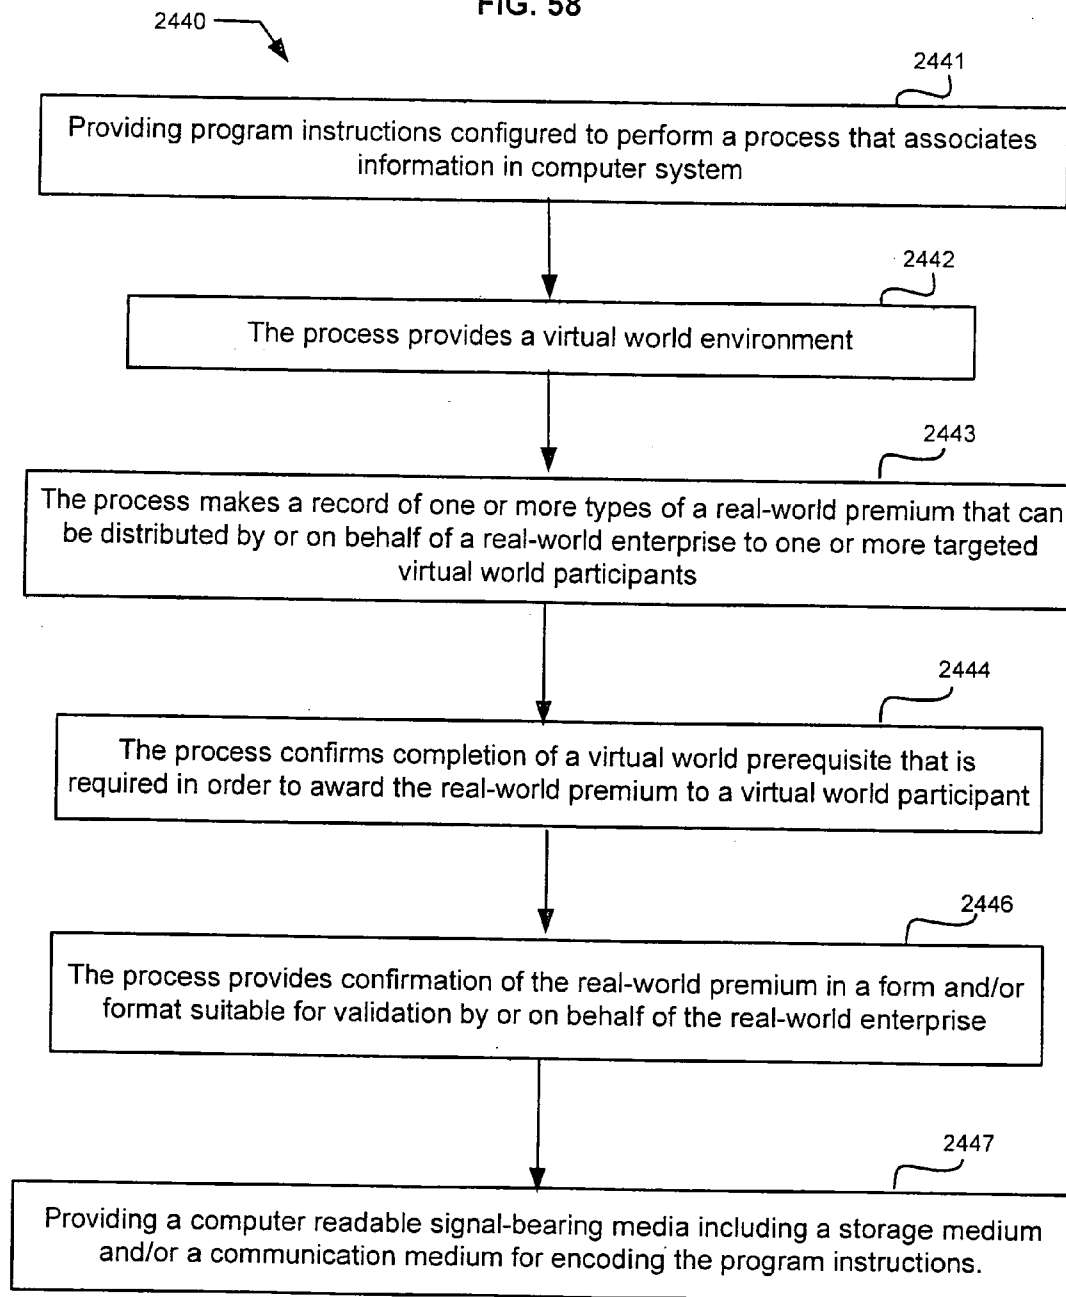 FIG. 58
2440
2441
Providing program instructions configured to perform a process that associates
information in computer system
2442
The process provides a virtual world environment
2443
The process makes a record of one or more types of a real-world premium that can
be distributed by or on behalf of a real-world enterprise to one or more targeted
virtual world participants
2444
The process confirms completion of a virtual world prerequisite that is
required in order to award the real-world premium to a virtual world participant
2446
The process provides confirmation of the real-world premium in a form and/or
format suitable for validation by or on behalf of the real-world enterprise
2447
Providing a computer readable signal-bearing media including a storage medium
and/or a communication medium for encoding the program instructions.